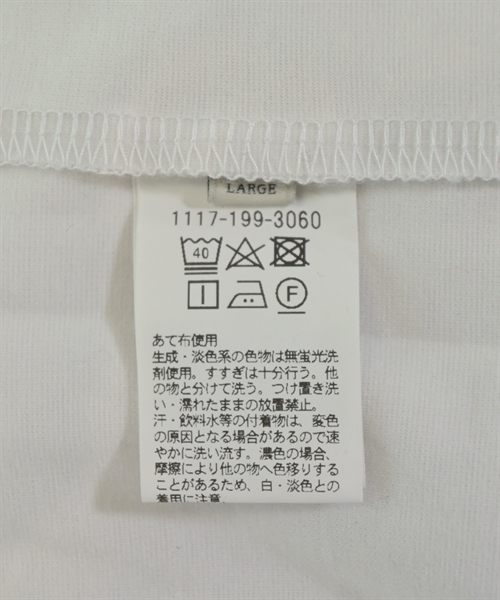 LARGE
1117-199-3060
40
F
あて布使用
生成・淡色系の色物は無蛍光洗
剤使用。すすぎは十分行う。他
の物と分けて洗う。つけ置き洗
い・濡れたままの放置禁止。
汗・飲料水等の付着物は、変色
の原因となる場合があるので速
やかに洗い流す。濃色の場合、
摩擦により他の物へ色移りする
ことがあるため、白・淡色との
着用に注意。